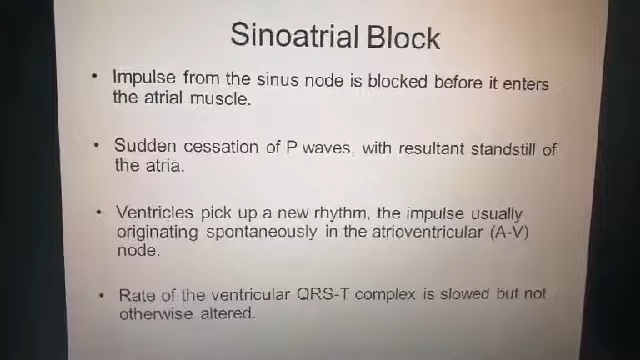 Sinoatrial Block
• Impulse from the sinus node is blocked before it enters
the atrial muscle.
• Sudden cessation of P waves, with resultant standstill of
the atria.
• Ventricles pick up a new rhythm, the impulse usually
originating spontaneously in the atrioventricular (A-V)
node.
• Rate of the ventricular QRS-T complex is slowed but not
otherwise altered.